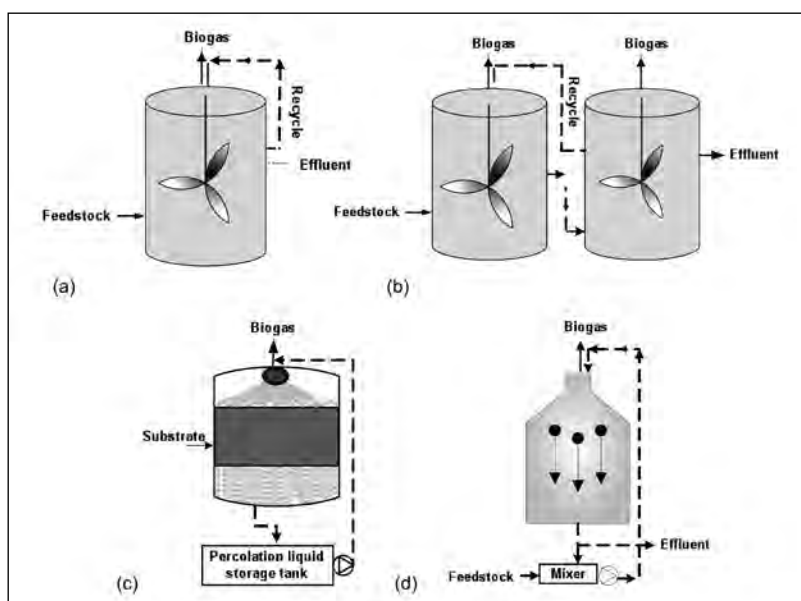 Biogas
Recycle
Effluent
Feedstock
(a)
Biogas
Biogas
Recycle
Effluent
Feedstock
(b)
Biogas
Substrate
Percolation liquid
storage tank
(c)
Biogas
Effluent
Feedstock
Mixer
(d)